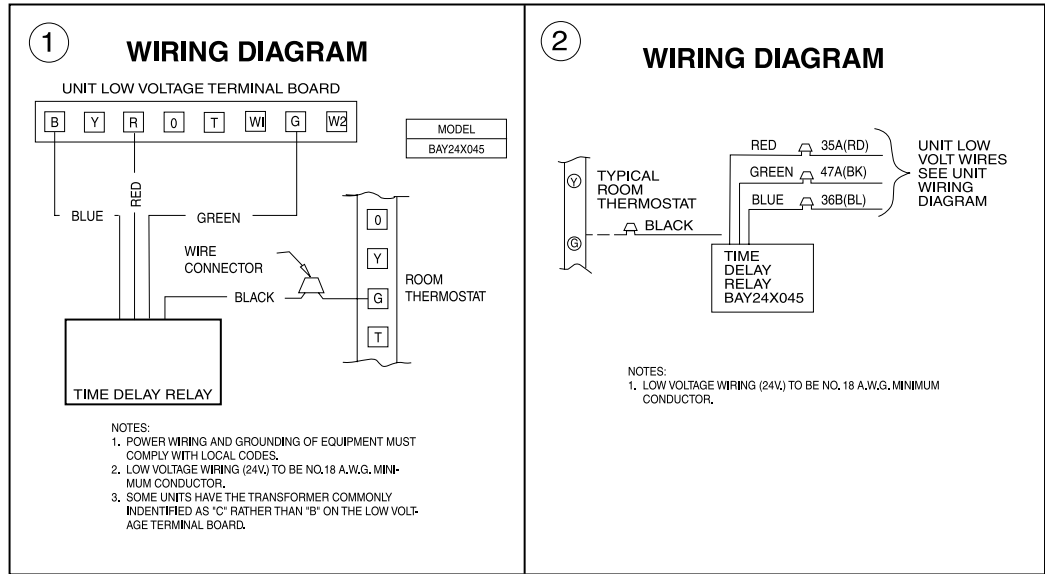 1
WIRING DIAGRAM
UNIT LOW VOLTAGE TERMINAL BOARD
B Y R 0 T W1 G W2
MODEL
BAY24X045
RED
BLUE
GREEN
WIRE
CONNECTOR
BLACK
0
Y
G
T
ROOM
THERMOSTAT
TIME DELAY RELAY
NOTES:
1. POWER WIRING AND GROUNDING OF EQUIPMENT MUST
COMPLY WITH LOCAL CODES.
2. LOW VOLTAGE WIRING (24V.) TO BE NO.18 A.W.G. MINI-
MUM CONDUCTOR.
3. SOME UNITS HAVE THE TRANSFORMER COMMONLY
INDENTIFIED AS "C" RATHER THAN "B" ON THE LOW VOLT-
AGE TERMINAL BOARD.
2
WIRING DIAGRAM
RED 35A(RD)
GREEN 47A(BK)
BLUE 36B(BL)
UNIT LOW
VOLT WIRES
SEE UNIT
WIRING
DIAGRAM
Y
G
TYPICAL
ROOM
THERMOSTAT
BLACK
TIME
DELAY
RELAY
BAY24X045
NOTES:
1. LOW VOLTAGE WIRING (24V.) TO BE NO. 18 A.W.G. MINIMUM
CONDUCTOR.